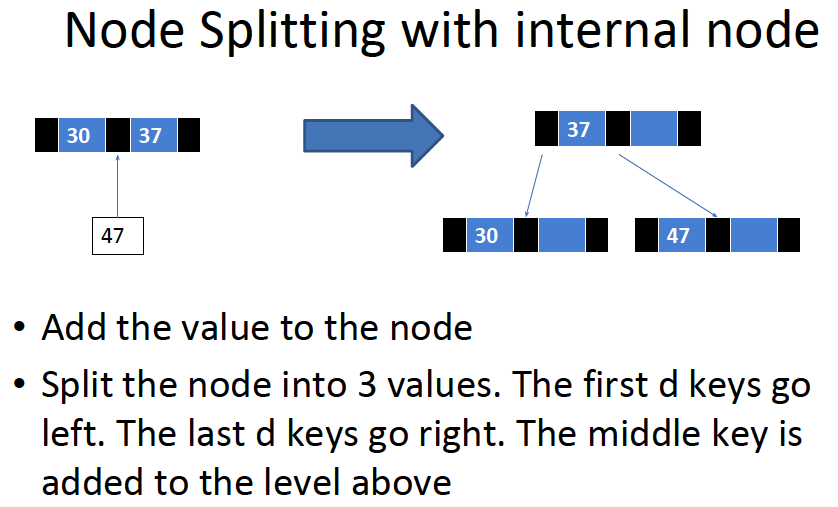 Node Splitting with internal node
30 37
37
47
30
47
• Add the value to the node
• Split the node into 3 values. The first d keys go
left. The last d keys go right. The middle key is
added to the level above